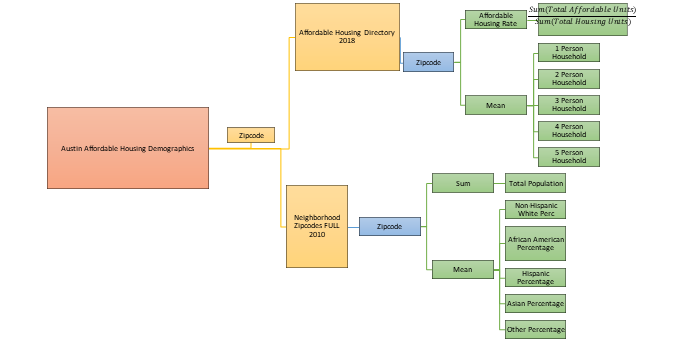 Austin Affordable Housing Demographics
Zipcode
Affordable Housing Directory
2018
Zipcode
Affordable
Housing Rate
Sum(Total Affordable Units)
Sum(Total Housing Units)
Mean
1 Person
Household
2 Person
Household
3 Person
Household
4 Person
Household
5 Person
Household
Neighborhood
Zipcodes FULL
2010
Zipcode
Sum
Total Population
Mean
Non Hispanic
White Perc
African American
Percentage
Hispanic
Percentage
Asian Percentage
Other Percentage